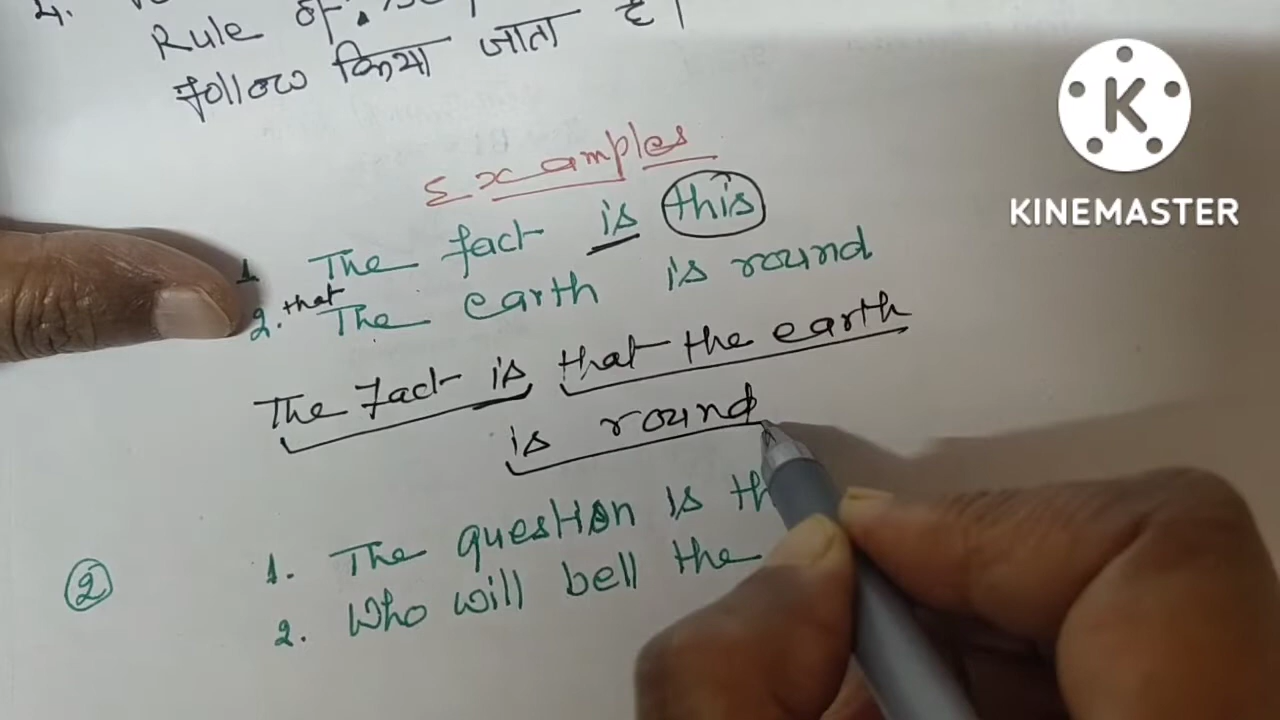 4.
Rule of
follow किया जाता है।
Examples
1 The fact is this
2. that The earth is round
The Fact is that the earth
is round
② 1. The question is th
2. Who will bell the
K
KINEMASTER